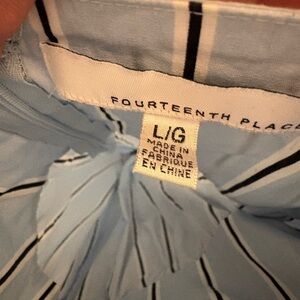 FOURTEENTH PLACE
L/G
MADE IN
CHINA
FABRIQUE
EN CHINE